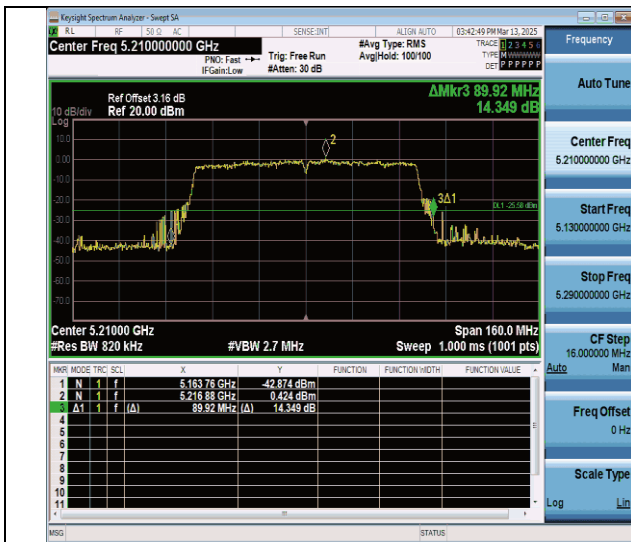 Keysight Spectrum Analyzer - Swept SA
RL RF 50 Ω AC SENSE:INT ALIGN AUTO 03:42:49 PM Mar 13, 2025
Center Freq 5.210000000 GHz
PNO: Fast
IFGain:Low
Trig: Free Run
#Atten: 30 dB
#Avg Type: RMS
Avg|Hold: 100/100
TRACE 1 2 3 4 5 6
TYPE MWWWWW
DET P P P P P P
Frequency
Auto Tune
Center Freq
5.210000000 GHz
Start Freq
5.130000000 GHz
Stop Freq
5.290000000 GHz
CF Step
16.000000 MHz
Auto Man
Freq Offset
0 Hz
Scale Type
Log Lin
ΔMkr3 89.92 MHz
14.349 dB
Ref Offset 3.16 dB
Ref 20.00 dBm
10 dB/div
Log
10.0
0.00
-10.0
-20.0
-30.0
-40.0
-50.0
-60.0
-70.0
2
3Δ1
DL1 -25.58 dBm
Center 5.21000 GHz
Span 160.0 MHz
#Res BW 820 kHz
#VBW 2.7 MHz
Sweep 1.000 ms (1001 pts)
MKR MODE TRC SCL X Y FUNCTION FUNCTION WIDTH FUNCTION VALUE
1 N 1 f 5.163 76 GHz -42.874 dBm
2 N 1 f 5.216 88 GHz 0.424 dBm
3 Δ1 1 f (Δ) 89.92 MHz (Δ) 14.349 dB
4
5
6
7
8
9
10
11
MSG
STATUS